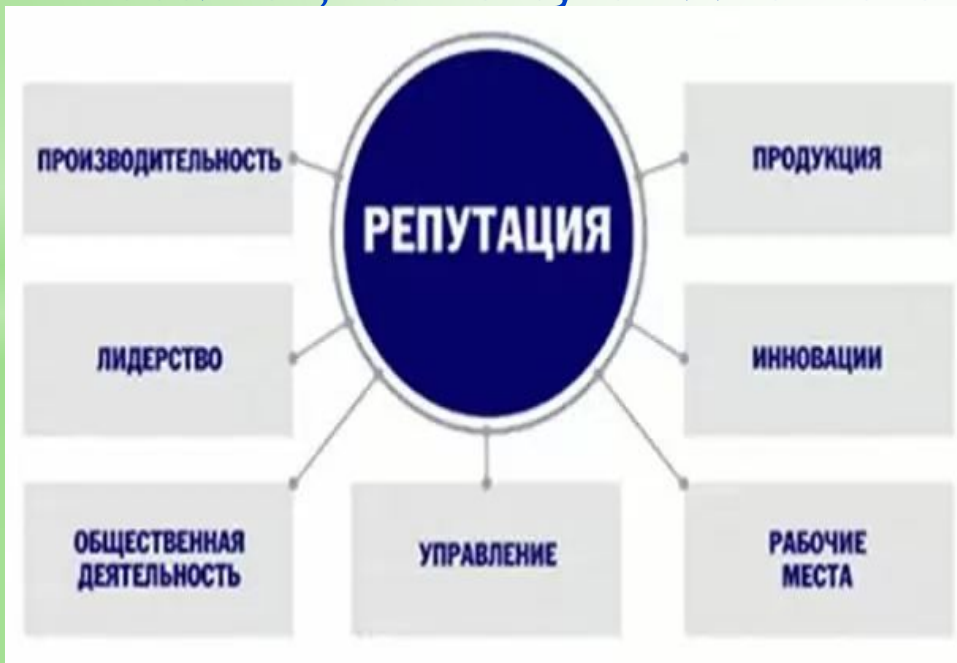 РЕПУТАЦИЯ
ПРОИЗВОДИТЕЛЬНОСТЬ
ПРОДУКЦИЯ
ЛИДЕРСТВО
ИННОВАЦИИ
ОБЩЕСТВЕННАЯ
ДЕЯТЕЛЬНОСТЬ
УПРАВЛЕНИЕ
РАБОЧИЕ
МЕСТА